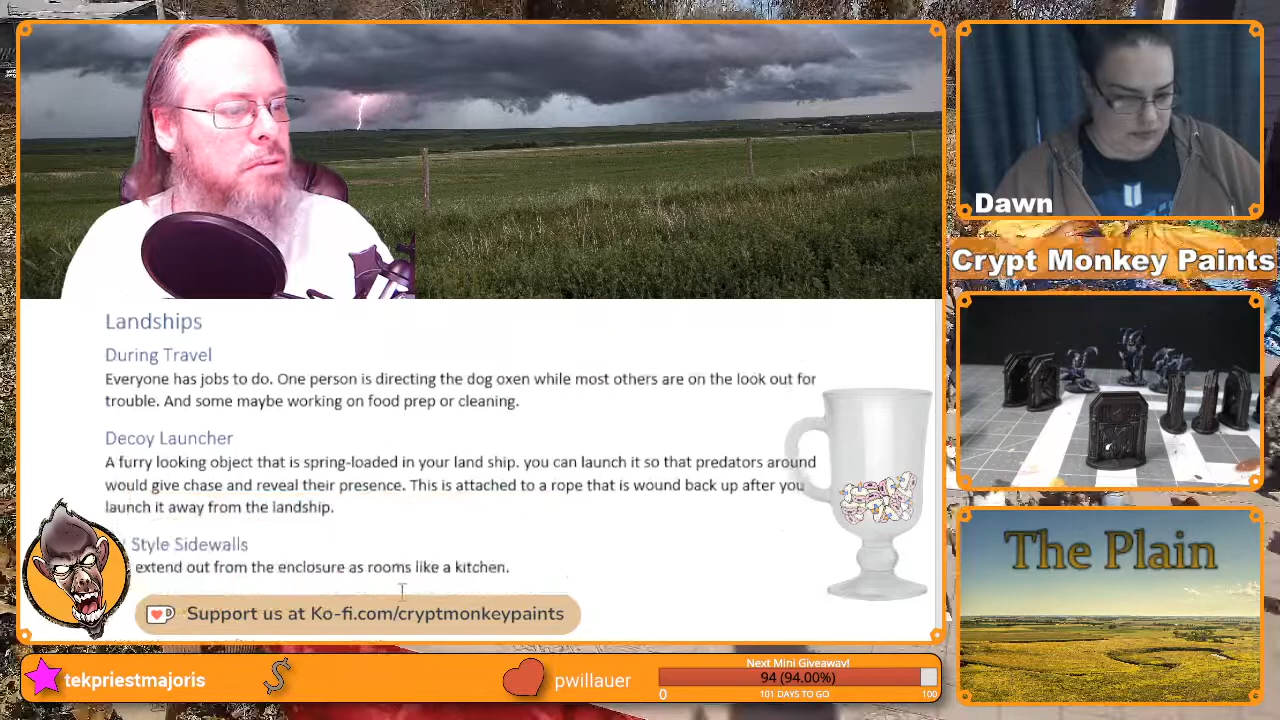 Landships
During Travel
Everyone has jobs to do. One person is directing the dog oxen while most others are on the look out for
trouble. And some maybe working on food prep or cleaning.
Decoy Launcher
A furry looking object that is spring-loaded in your land ship. you can launch it so that predators around
would give chase and reveal their presence. This is attached to a rope that is wound back up after you
launch it away from the landship.
Style Sidewalls
extend out from the enclosure as rooms like a kitchen.
Support us at Ko-fi.com/cryptmonkeypaints
tekpriestmajoris
$
pwillauer
Next Mini Giveaway!
94 (94.00%)
0
101 DAYS TO GO
100
Dawn
Crypt Monkey Paints
The Plain